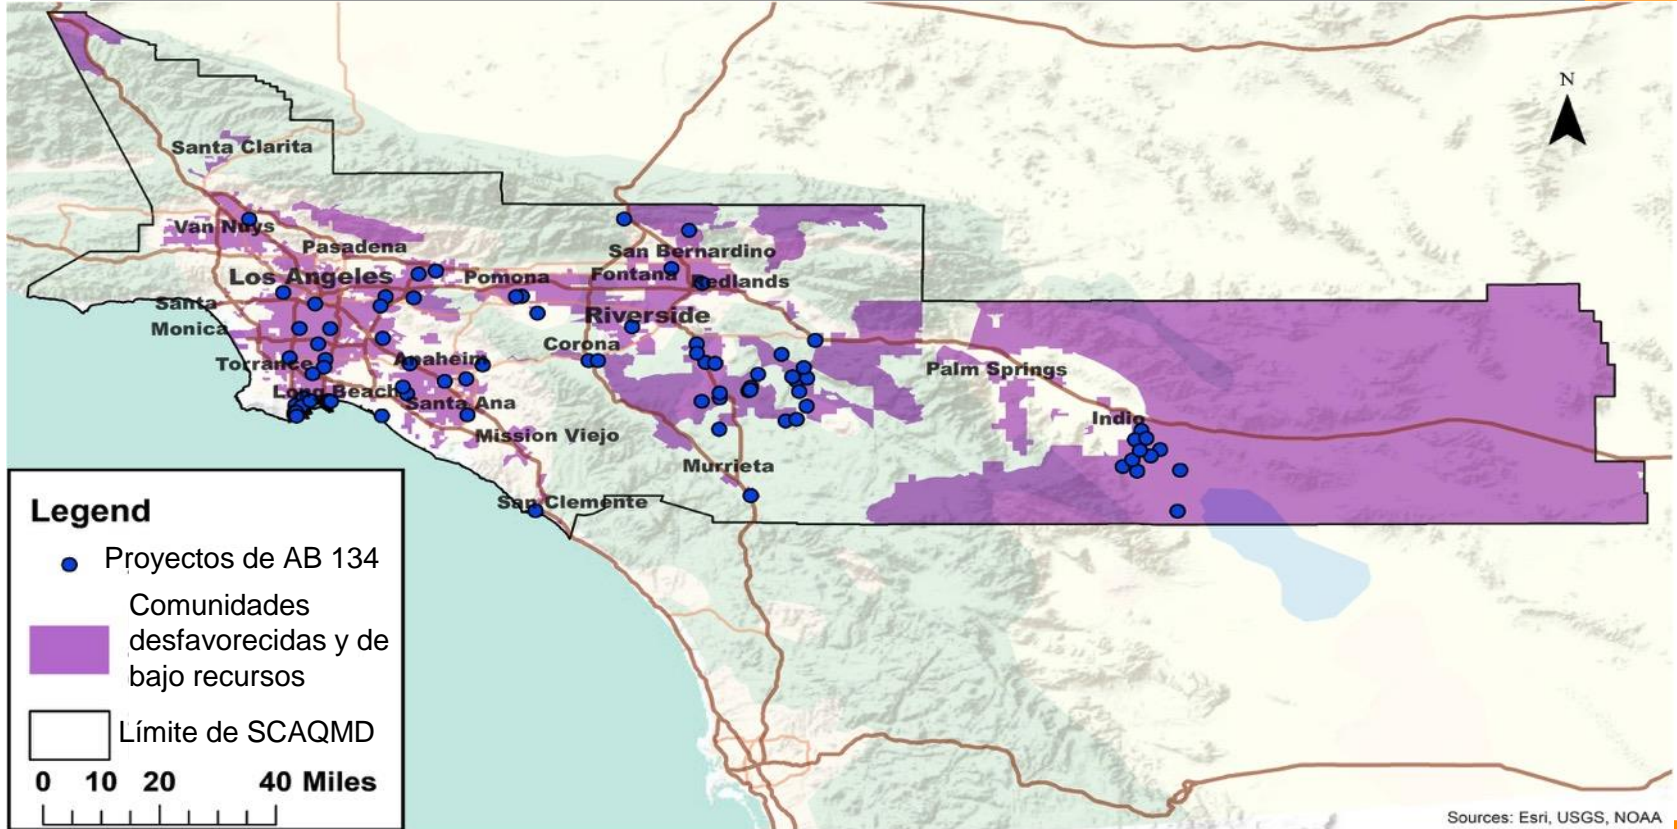 N
Santa Clarita
Van Nuys
Pasadena
San Bernardino
Los Angeles
Pomona
Fontana
Redlands
Santa
Monica
Riverside
Corona
Torrance
Anaheim
Palm Springs
Long Beach
Santa Ana
Indio
Mission Viejo
Murrieta
San Clemente
Legend
Proyectos de AB 134
Comunidades
desfavorecidas y de
bajo recursos
Límite de SCAQMD
0 10 20 40 Miles
Sources: Esri, USGS, NOAA